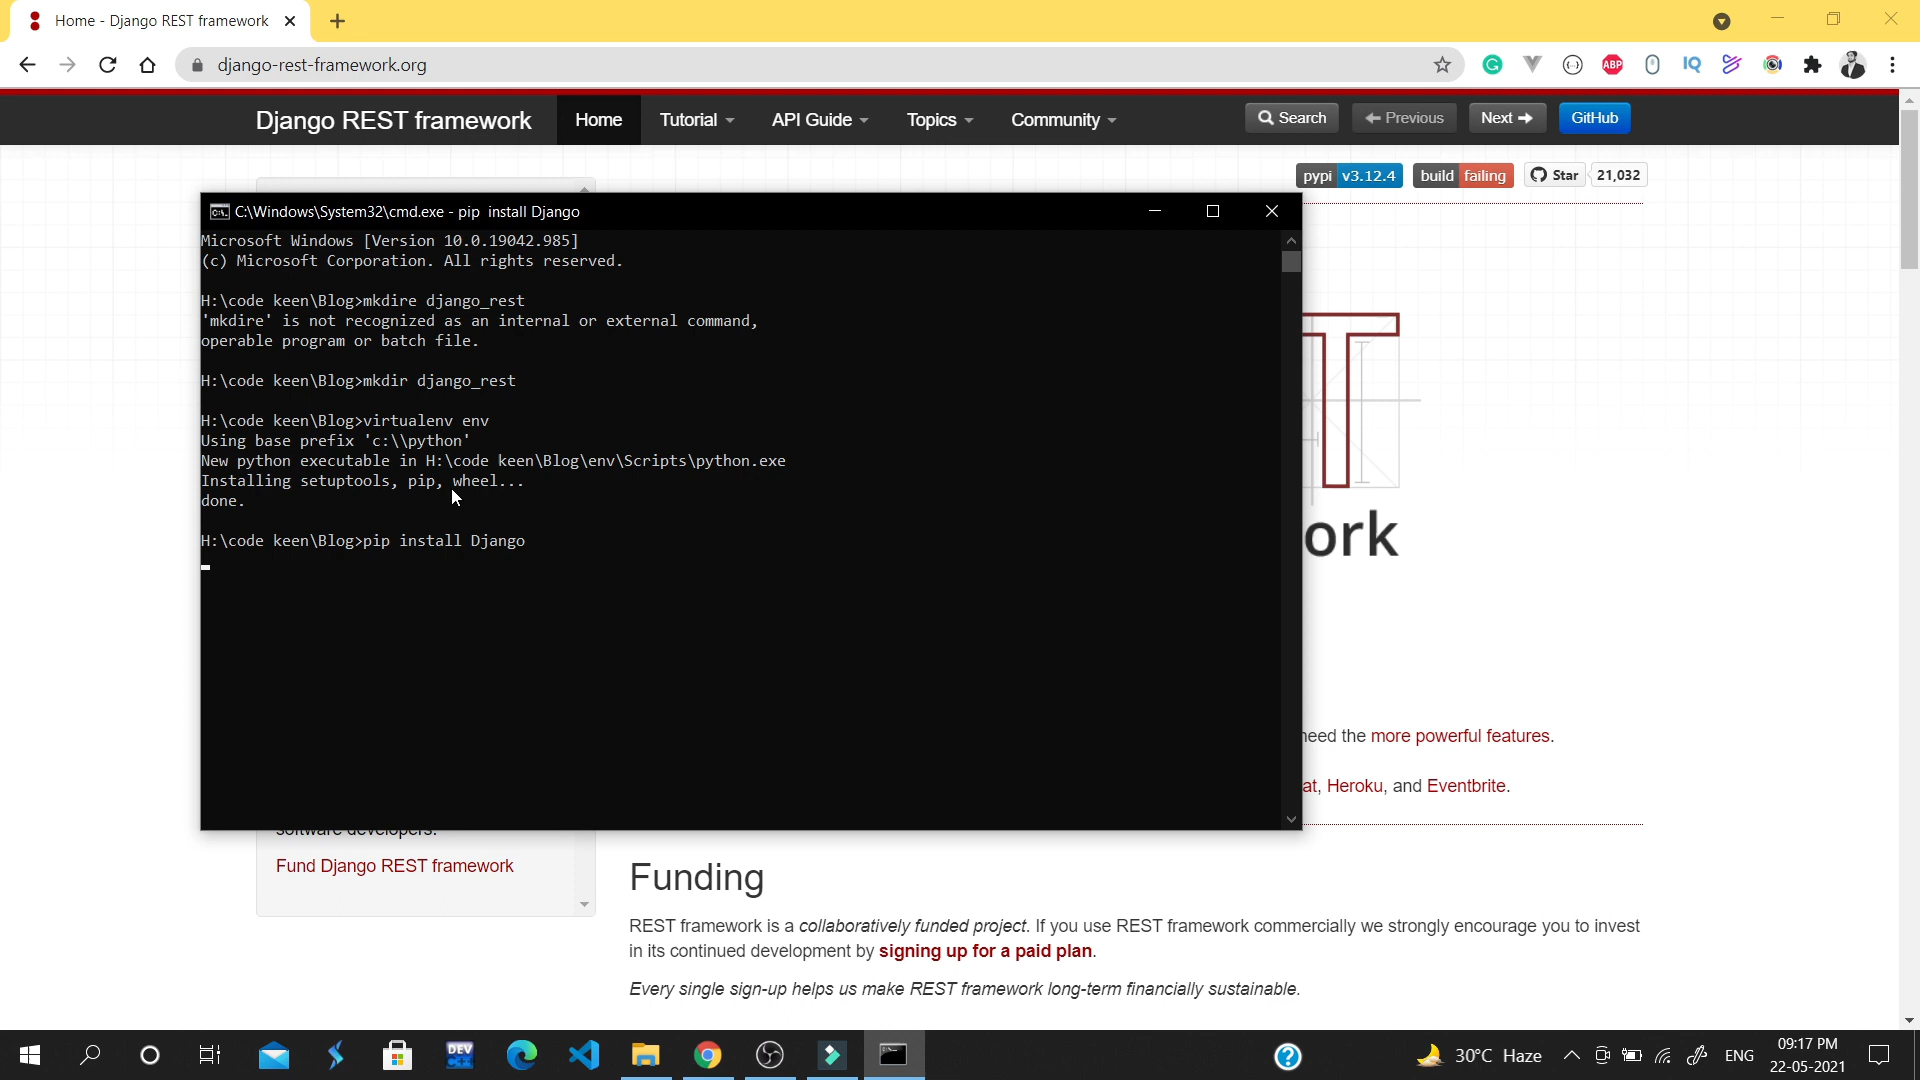 Home - Django REST framework
django-rest-framework.org
ABP
IQ
Django REST framework
Home
Tutorial
API Guide
Topics
Community
Search
Previous
Next
GitHub
pypi v3.12.4
build failing
Star 21,032
C:\Windows\System32\cmd.exe - pip  install Django
Microsoft Windows [Version 10.0.19042.985]
(c) Microsoft Corporation. All rights reserved.
H:\code keen\Blog>mkdire django_rest
'mkdire' is not recognized as an internal or external command,
operable program or batch file.
H:\code keen\Blog>mkdir django_rest
H:\code keen\Blog>virtualenv env
Using base prefix 'c:\\python'
New python executable in H:\code keen\Blog\env\Scripts\python.exe
Installing setuptools, pip, wheel...
done.
H:\code keen\Blog>pip install Django
T
ork
need the more powerful features.
at, Heroku, and Eventbrite.
software developers.
Fund Django REST framework
Funding
REST framework is a collaboratively funded project. If you use REST framework commercially we strongly encourage you to invest
in its continued development by signing up for a paid plan.
Every single sign-up helps us make REST framework long-term financially sustainable.
DEV C++
30°C Haze
ENG
09:17 PM
22-05-2021